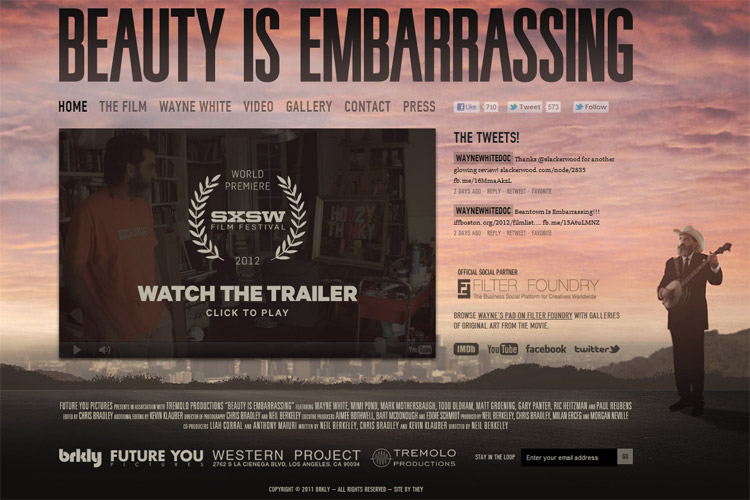 BEAUTY IS EMBARRASSING
HOME THE FILM WAYNE WHITE VIDEO GALLERY CONTACT PRESS
Like 710 Tweet 573 Follow
WORLD
PREMIERE
SXSW
FILM FESTIVAL
2012
WATCH THE TRAILER
CLICK TO PLAY
YouTube
THE TWEETS!
WAYNEWHITEDOC Thanks @slackerwood for another
glowing review! slackerwood.com/node/2835
2 DAYS AGO · REPLY · RETWEET · FAVORITE
WAYNEWHITEDOC Beantown Is Embarrassing!!!
iffboston.org/2012/filmlist....
2 DAYS AGO · REPLY · RETWEET · FAVORITE
OFFICIAL SOCIAL PARTNER
FILTER FOUNDRY
The Business Social Platform for Creatives Worldwide
BROWSE WAYNE'S PAD ON FILTER FOUNDRY WITH GALLERIES
OF ORIGINAL ART FROM THE MOVIE.
IMDb YouTube facebook twitter
FUTURE YOU PICTURES PRESENTS IN ASSOCIATION WITH TREMOLO PRODUCTIONS "BEAUTY IS EMBARRASSING" FEATURING WAYNE WHITE, MIMI POND, MARK MOTHERSBAUGH, TODD OLDHAM, MATT GROENING, GARY PANTER, RIC HEITZMAN AND PAUL REUBENS
EDITED BY CHRIS BRADLEY ADDITIONAL EDITING BY KEVIN KLAUBER DIRECTOR OF PHOTOGRAPHY CHRIS BRADLEY AND NEIL BERKELEY EXECUTIVE PRODUCERS AIMEE BOTHWELL, BART MCDONOUGH AND EDDIE SCHMIDT PRODUCED BY NEIL BERKELEY, CHRIS BRADLEY, MILAN ERCEG AND MORGAN NEVILLE
CO-PRODUCERS LEAH CORRAL AND ANTHONY MAIURI WRITTEN BY NEIL BERKELEY, CHRIS BRADLEY AND KEVIN KLAUBER DIRECTED BY NEIL BERKELEY
brkly FUTURE YOU PICTURES WESTERN PROJECT
2762 S LA CIENEGA BLVD, LOS ANGELES, CA 90034
TREMOLO
PRODUCTIONS
STAY IN THE LOOP Enter your email address GO
COPYRIGHT © 2011 BRKLY — ALL RIGHTS RESERVED — SITE BY THEY